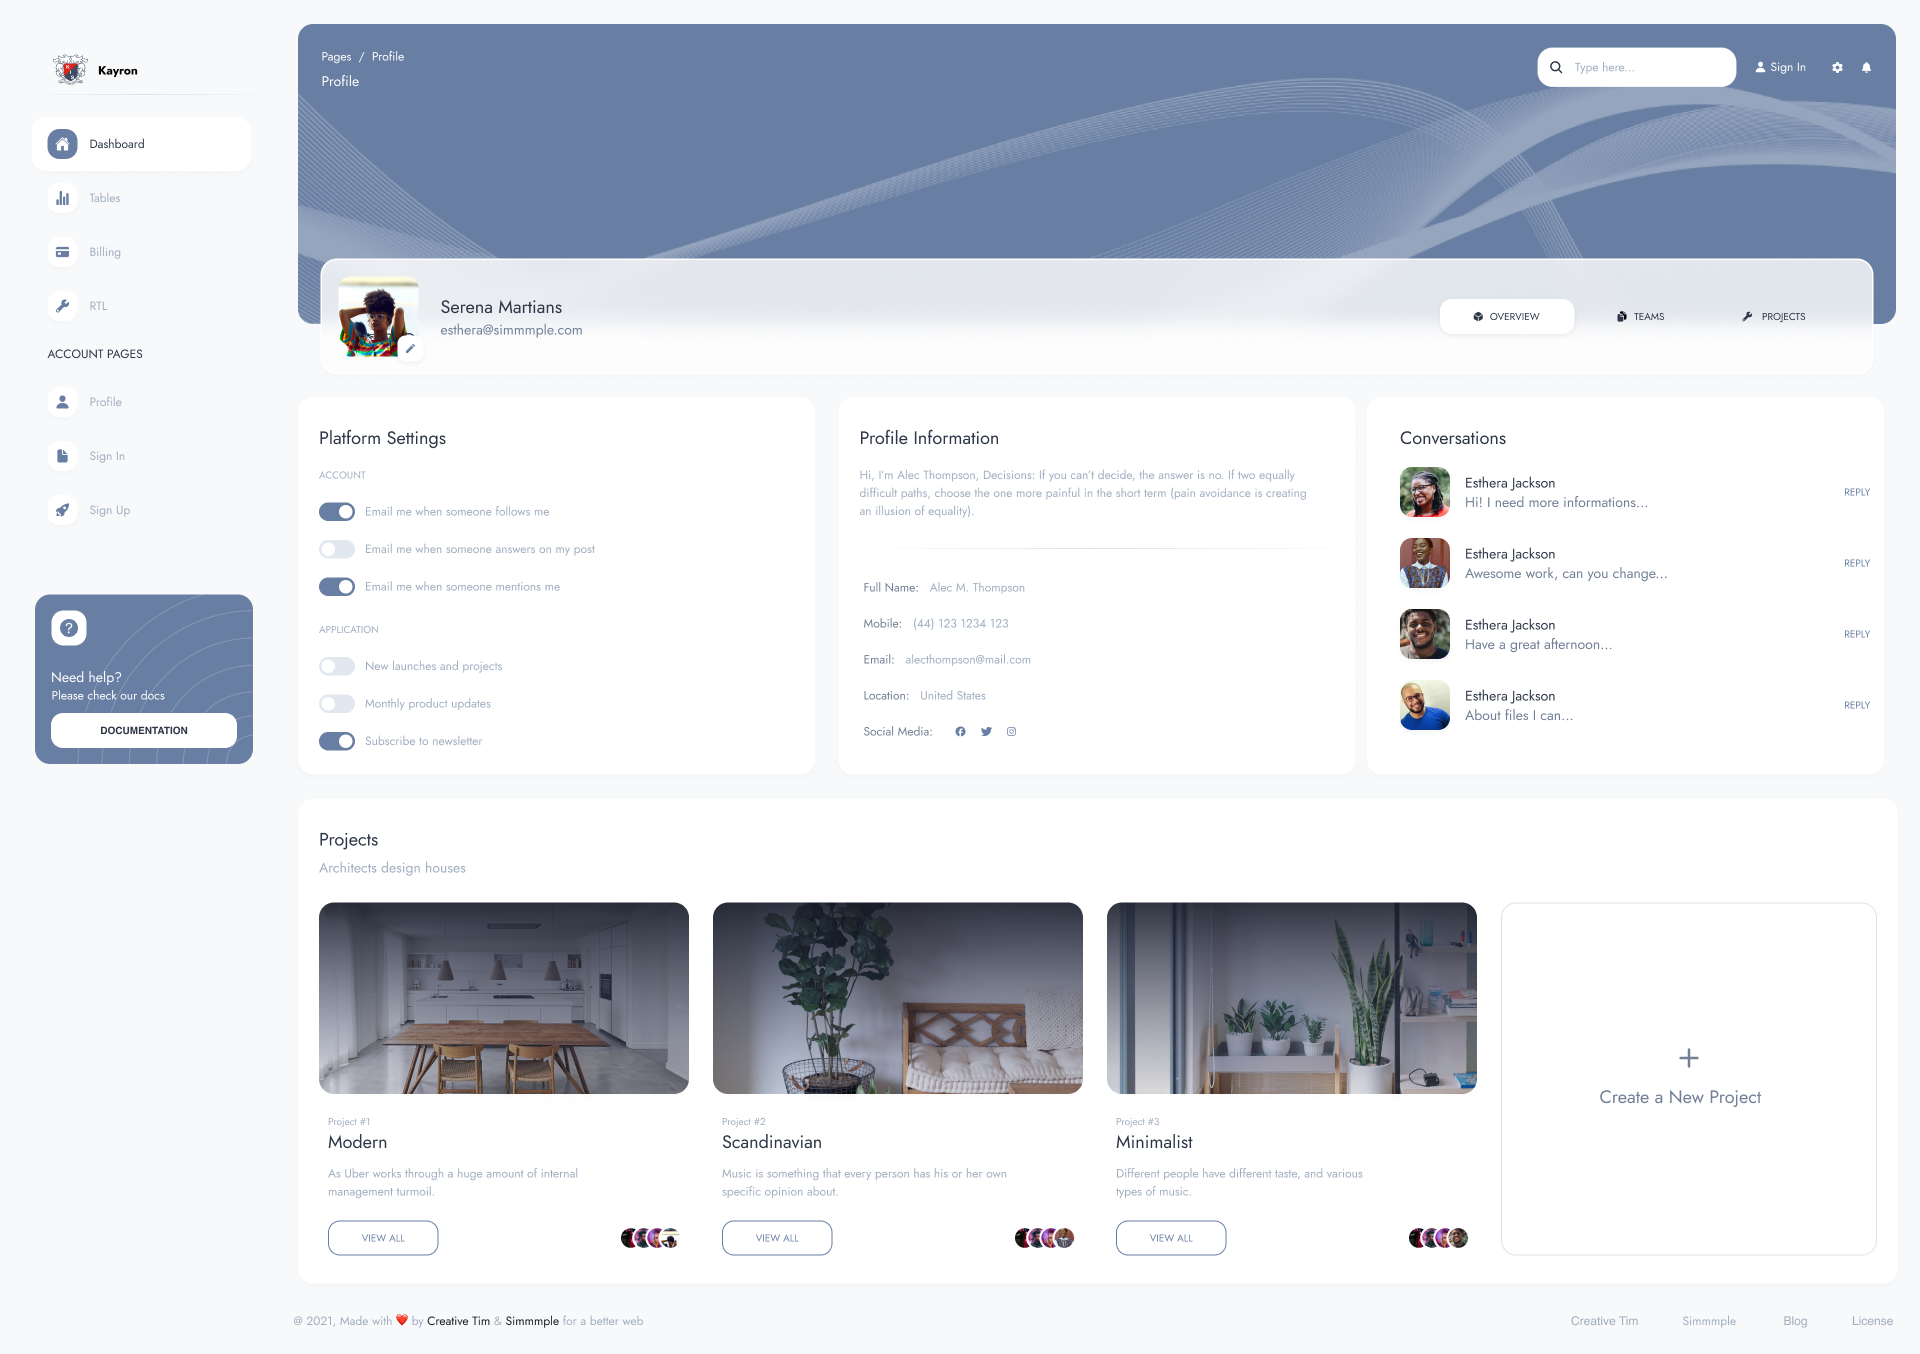 Kayron
Dashboard
Tables
Billing
RTL
ACCOUNT PAGES
Profile
Sign In
Sign Up
?
Need help?
Please check our docs
DOCUMENTATION
Pages / Profile
Profile
Type here...
Sign In
Serena Martians
esthera@simmmple.com
OVERVIEW
TEAMS
PROJECTS
Platform Settings
ACCOUNT
Email me when someone follows me
Email me when someone answers on my post
Email me when someone mentions me
APPLICATION
New launches and projects
Monthly product updates
Subscribe to newsletter
Profile Information
Hi, I'm Alec Thompson, Decisions: If you can't decide, the answer is no. If two equally
difficult paths, choose the one more painful in the short term (pain avoidance is creating
an illusion of equality).
Full Name: Alec M. Thompson
Mobile: (44) 123 1234 123
Email: alecthompson@mail.com
Location: United States
Social Media:
Conversations
Esthera Jackson
Hi! I need more informations...
REPLY
Esthera Jackson
Awesome work, can you change...
REPLY
Esthera Jackson
Have a great afternoon...
REPLY
Esthera Jackson
About files I can...
REPLY
Projects
Architects design houses
Project #1
Modern
As Uber works through a huge amount of internal
management turmoil.
VIEW ALL
Project #2
Scandinavian
Music is something that every person has his or her own
specific opinion about.
VIEW ALL
Project #3
Minimalist
Different people have different taste, and various
types of music.
VIEW ALL
Create a New Project
@ 2021, Made with ❤️ by Creative Tim & Simmmple for a better web
Creative Tim
Simmmple
Blog
License